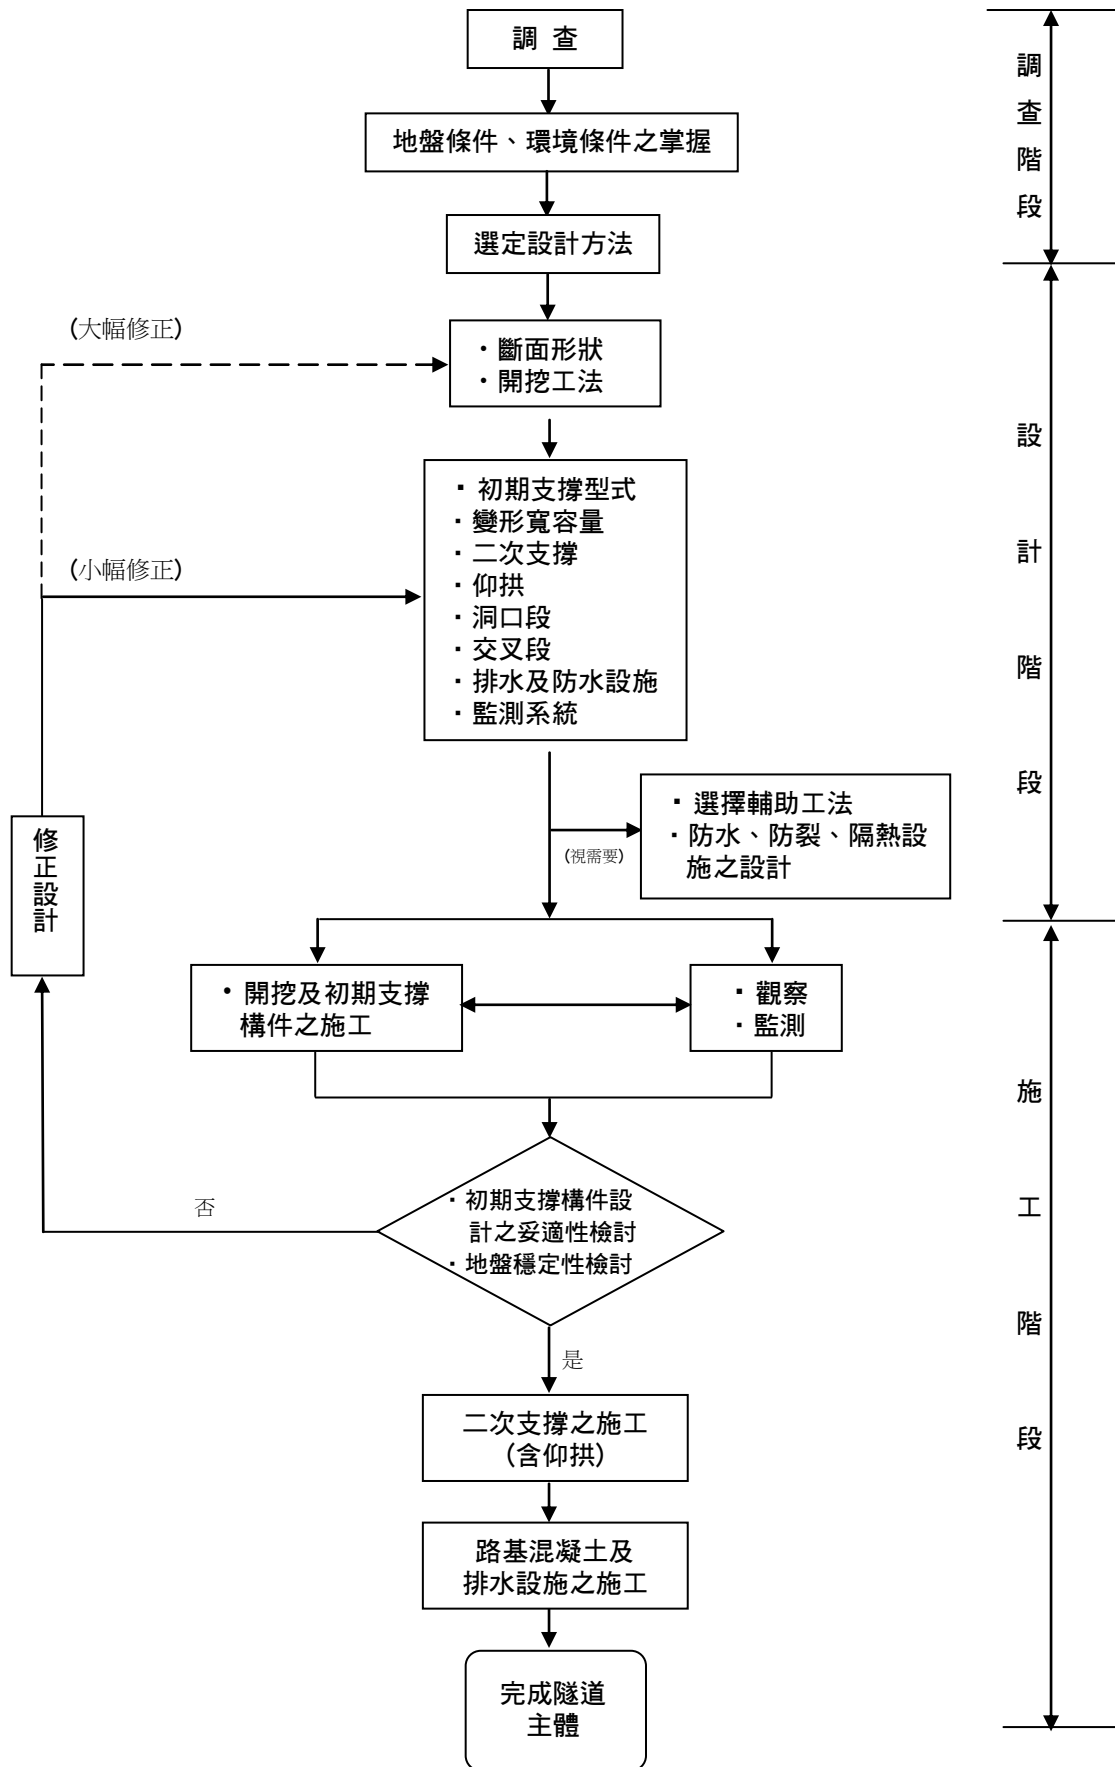 調 查
地盤條件、環境條件之掌握
選定設計方法
(大幅修正)
・斷面形狀
・開挖工法
(小幅修正)
・初期支撐型式
・變形寬容量
・二次支撐
・仰拱
・洞口段
・交叉段
・排水及防水設施
・監測系統
・選擇輔助工法
・防水、防裂、隔熱設
施之設計
(視需要)
修正設計
・開挖及初期支撐
構件之施工
・觀察
・監測
・初期支撐構件設
計之妥適性檢討
・地盤穩定性檢討
否
是
二次支撐之施工
(含仰拱)
路基混凝土及
排水設施之施工
完成隧道
主體
調查階段
設計階段
施工階段